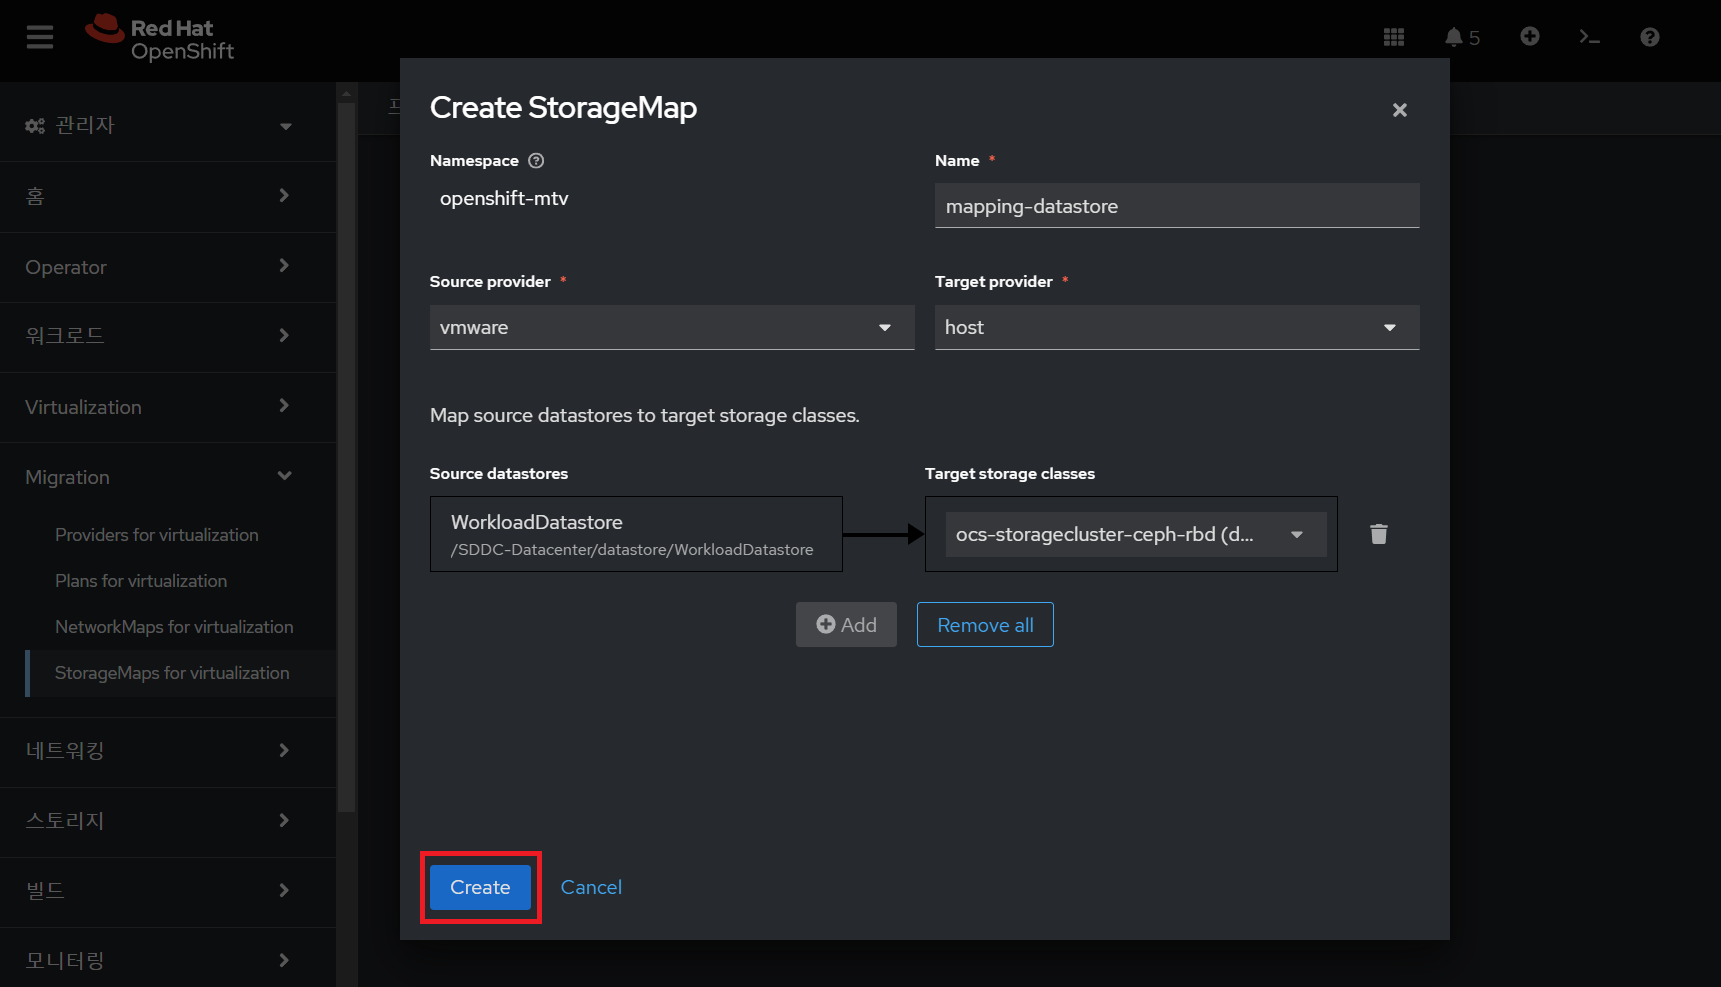 Red Hat
OpenShift
5
관리자
홈
Operator
워크로드
Virtualization
Migration
Providers for virtualization
Plans for virtualization
NetworkMaps for virtualization
StorageMaps for virtualization
네트워킹
스토리지
빌드
모니터링
Create StorageMap
Namespace
openshift-mtv
Name *
mapping-datastore
Source provider *
vmware
Target provider *
host
Map source datastores to target storage classes.
Source datastores
Target storage classes
WorkloadDatastore
/SDDC-Datacenter/datastore/WorkloadDatastore
ocs-storagecluster-ceph-rbd (d...
Add
Remove all
Create
Cancel